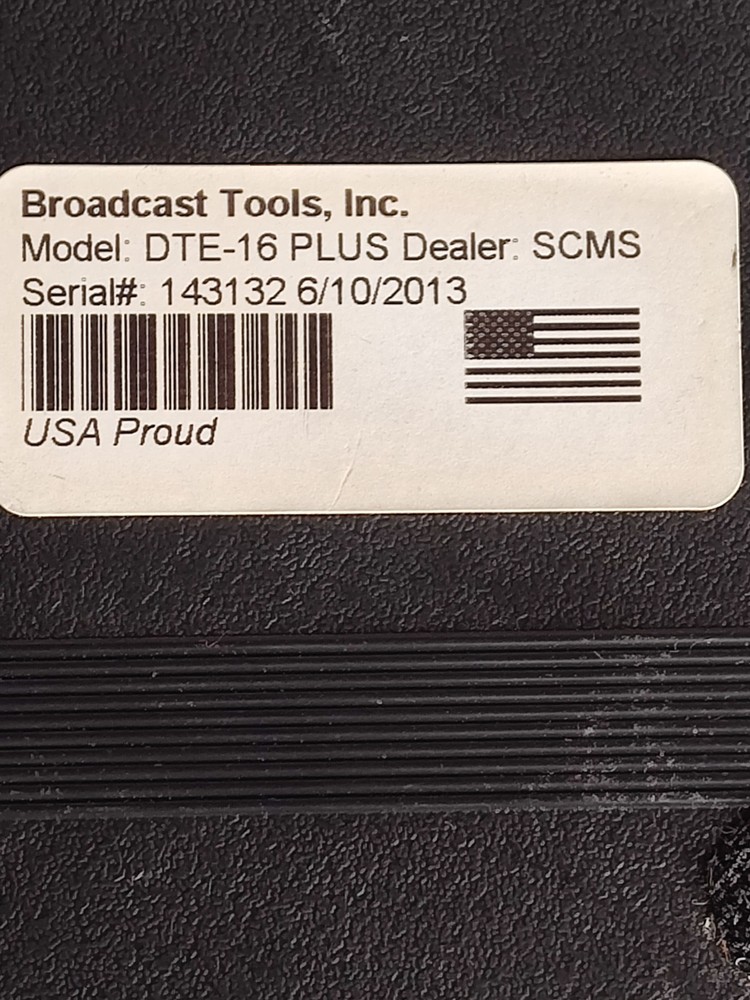 Broadcast Tools, Inc.
Model: DTE-16 PLUS Dealer: SCMS
Serial#: 143132 6/10/2013
USA Proud